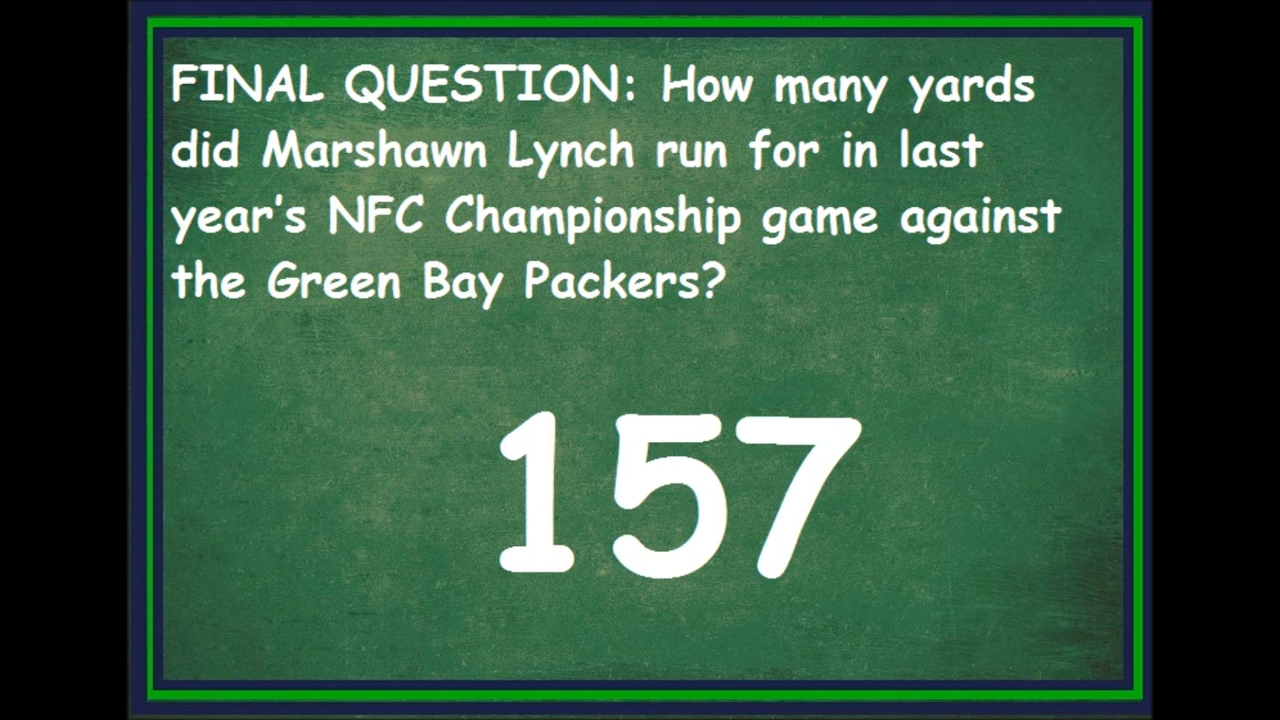 FINAL QUESTION: How many yards
did Marshawn Lynch run for in last
year's NFC Championship game against
the Green Bay Packers?
157